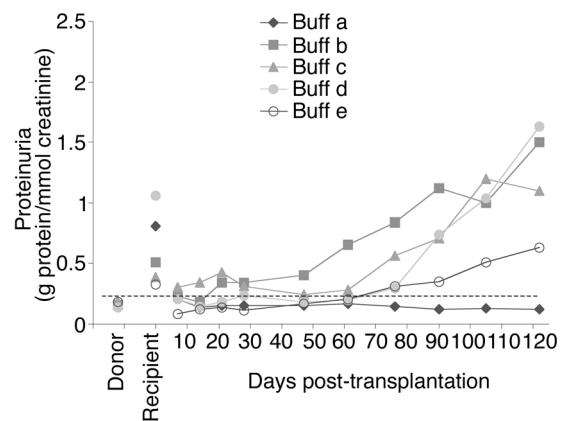 Buff a
Buff b
Buff c
Buff d
Buff e
Proteinuria
(g protein/mmol creatinine)
2.5
2
1.5
1
0.5
0
Donor
Recipient
10 20 30 40 50 60 70 80 90 100 110 120
Days post-transplantation